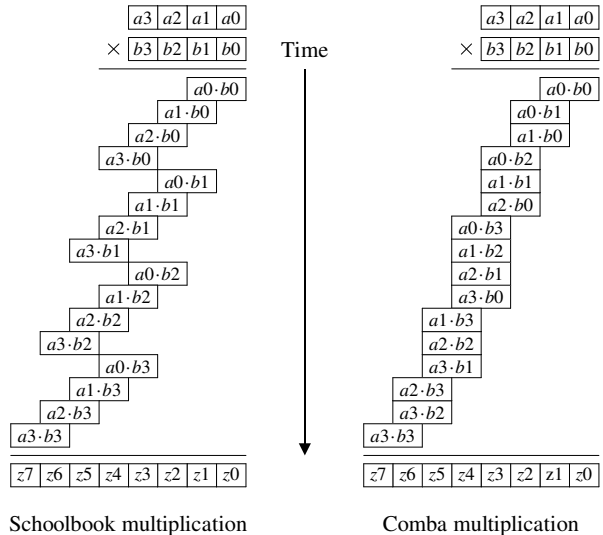 a3 a2 a1 a0
× b3 b2 b1 b0
a0·b0
a1·b0
a2·b0
a3·b0
a0·b1
a1·b1
a2·b1
a3·b1
a0·b2
a1·b2
a2·b2
a3·b2
a0·b3
a1·b3
a2·b3
a3·b3
z7 z6 z5 z4 z3 z2 z1 z0
Schoolbook multiplication
Time
a3 a2 a1 a0
× b3 b2 b1 b0
a0·b0
a0·b1
a1·b0
a0·b2
a1·b1
a2·b0
a0·b3
a1·b2
a2·b1
a3·b0
a1·b3
a2·b2
a3·b1
a2·b3
a3·b2
a3·b3
z7 z6 z5 z4 z3 z2 z1 z0
Comba multiplication